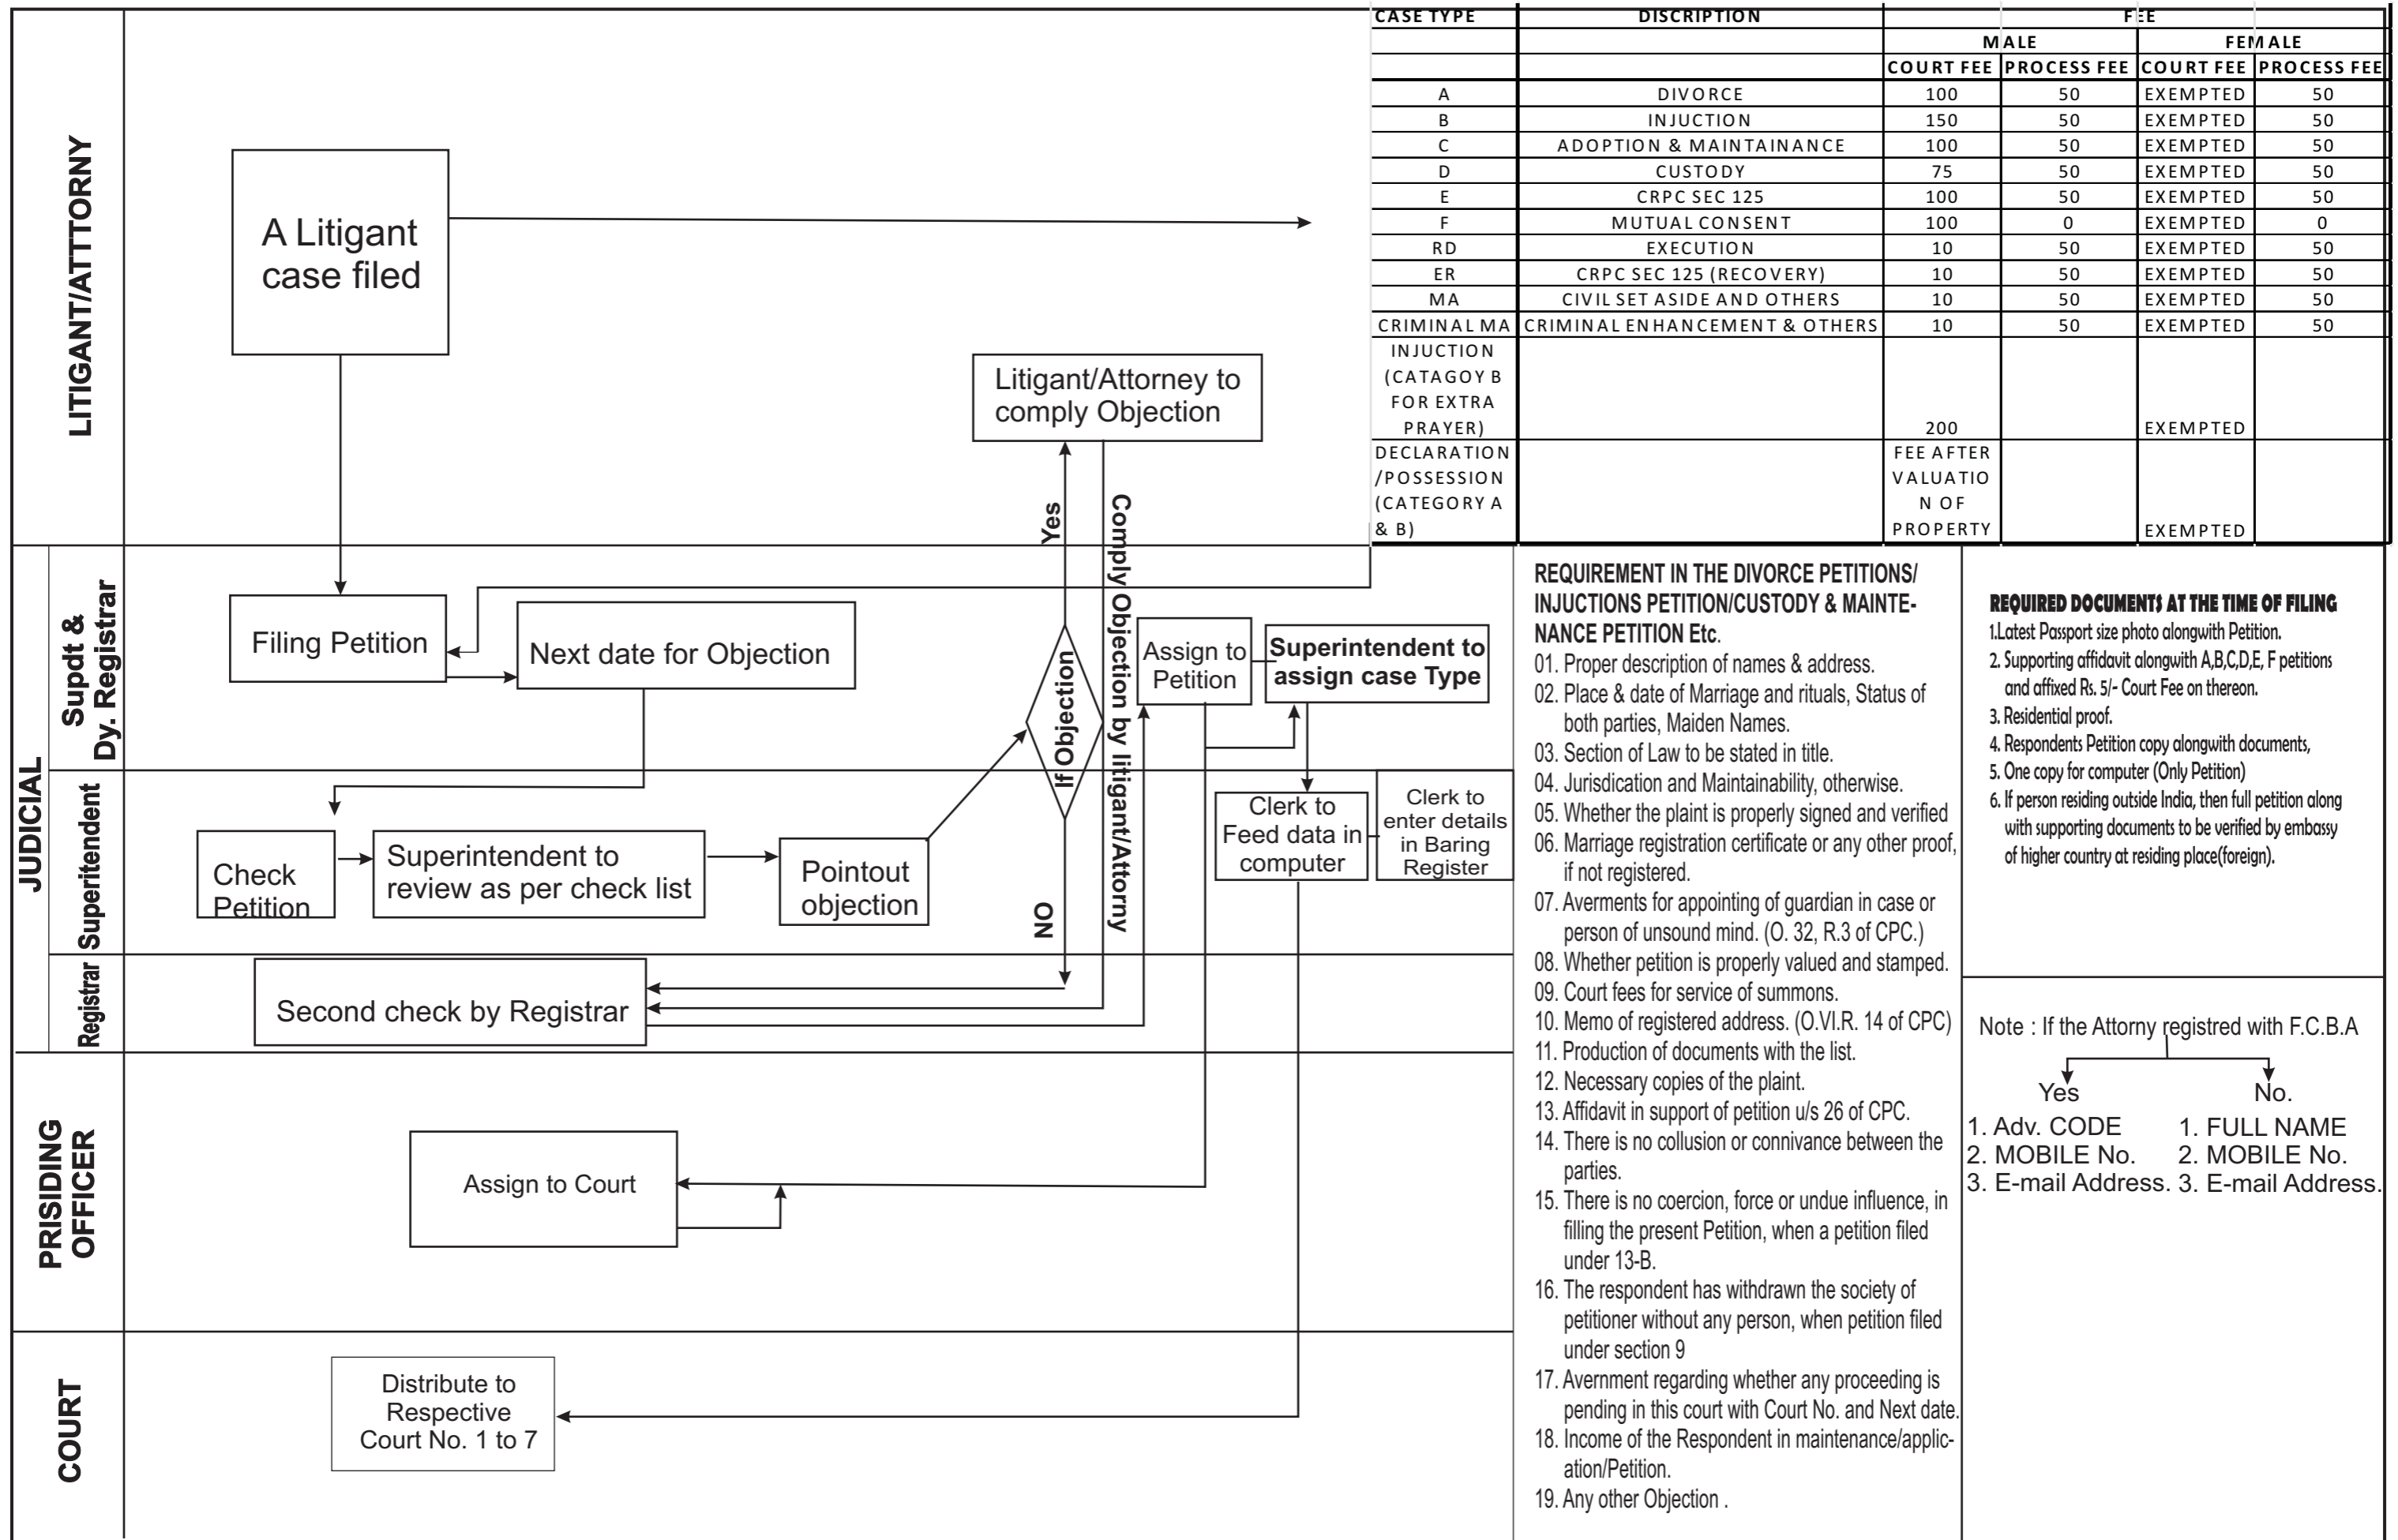 LITIGANT/ATTTORNY
A Litigant
case filed
Litigant/Attorney to
comply Objection
Yes
Comply Objection by litigant/Attorny
CASE TYPE DISCRIPTION FEE
MALE FEMALE
COURT FEE PROCESS FEE COURT FEE PROCESS FEE
A DIVORCE 100 50 EXEMPTED 50
B INJUCTION 150 50 EXEMPTED 50
C ADOPTION & MAINTAINANCE 100 50 EXEMPTED 50
D CUSTODY 75 50 EXEMPTED 50
E CRPC SEC 125 100 50 EXEMPTED 50
F MUTUAL CONSENT 100 0 EXEMPTED 0
RD EXECUTION 10 50 EXEMPTED 50
ER CRPC SEC 125 (RECOVERY) 10 50 EXEMPTED 50
MA CIVIL SET ASIDE AND OTHERS 10 50 EXEMPTED 50
CRIMINAL MA CRIMINAL ENHANCEMENT & OTHERS 10 50 EXEMPTED 50
INJUCTION
(CATAGOY B
FOR EXTRA
PRAYER) 200 EXEMPTED
DECLARATION FEE AFTER
/POSSESSION VALUATIO
(CATEGORY A N OF
& B) PROPERTY EXEMPTED
JUDICIAL
Supdt &
Dy. Registrar
Filing Petition
Next date for Objection
If Objection
Assign to
Petition
Superintendent to
assign case Type
Superitendent
Check
Petition
Superintendent to
review as per check list
Pointout
objection
NO
Clerk to
Feed data in
computer
Clerk to
enter details
in Baring
Register
Registrar
Second check by Registrar
PRISIDING
OFFICER
Assign to Court
COURT
Distribute to
Respective
Court No. 1 to 7
REQUIREMENT IN THE DIVORCE PETITIONS/
INJUCTIONS PETITION/CUSTODY & MAINTE-
NANCE PETITION Etc.
01. Proper description of names & address.
02. Place & date of Marriage and rituals, Status of
both parties, Maiden Names.
03. Section of Law to be stated in title.
04. Jurisdication and Maintainability, otherwise.
05. Whether the plaint is properly signed and verified
06. Marriage registration certificate or any other proof,
if not registered.
07. Averments for appointing of guardian in case or
person of unsound mind. (O. 32, R.3 of CPC.)
08. Whether petition is properly valued and stamped.
09. Court fees for service of summons.
10. Memo of registered address. (O.VI.R. 14 of CPC)
11. Production of documents with the list.
12. Necessary copies of the plaint.
13. Affidavit in support of petition u/s 26 of CPC.
14. There is no collusion or connivance between the
parties.
15. There is no coercion, force or undue influence, in
filling the present Petition, when a petition filed
under 13-B.
16. The respondent has withdrawn the society of
petitioner without any person, when petition filed
under section 9
17. Avernment regarding whether any proceeding is
pending in this court with Court No. and Next date.
18. Income of the Respondent in maintenance/applic-
ation/Petition.
19. Any other Objection .
REQUIRED DOCUMENTS AT THE TIME OF FILING
1.Latest Passport size photo alongwith Petition.
2. Supporting affidavit alongwith A,B,C,D,E, F petitions
and affixed Rs. 5/- Court Fee on thereon.
3. Residential proof.
4. Respondents Petition copy alongwith documents,
5. One copy for computer (Only Petition)
6. If person residing outside India, then full petition along
with supporting documents to be verified by embassy
of higher country at residing place(foreign).
Note : If the Attorny registred with F.C.B.A
Yes No.
1. Adv. CODE 1. FULL NAME
2. MOBILE No. 2. MOBILE No.
3. E-mail Address. 3. E-mail Address.